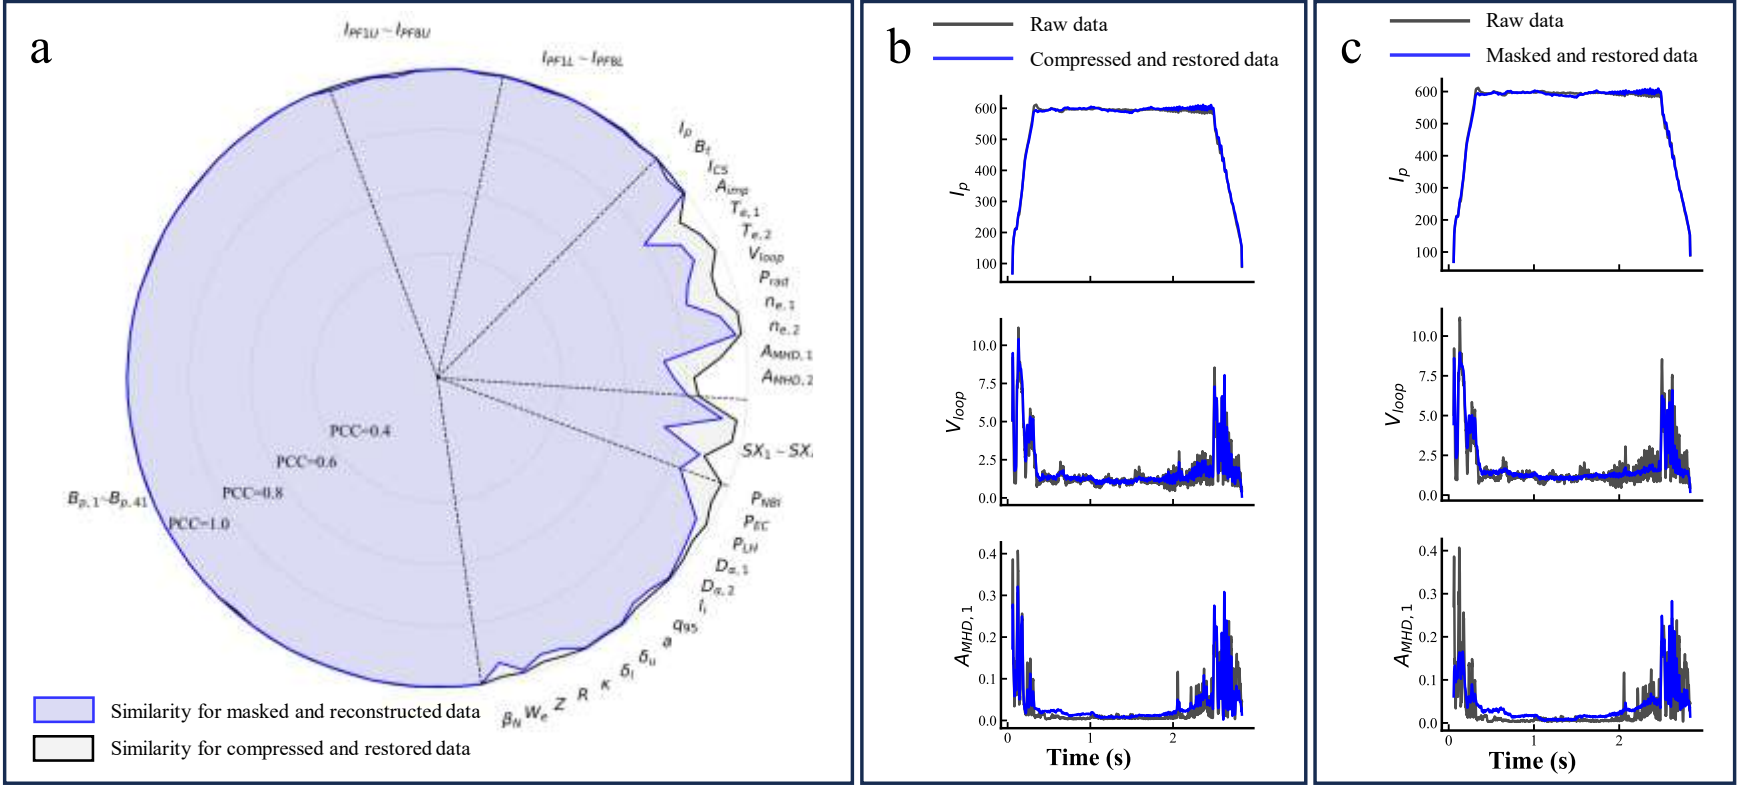 a
I_PF1U ~ I_PF8U
I_PF1L ~ I_PF8L
I_p
B_t
I_CS
A_imp
T_e,1
T_e,2
V_loop
P_rad
n_e,1
n_e,2
A_MHD,1
A_MHD,2
SX_1 ~ SX
P_NBI
P_EC
P_LH
D_α,1
D_α,2
l_i
q_95
a
δ_u
δ_l
κ
R
Z
W_e
β_N
B_p,1~B_p,41
PCC=0.4
PCC=0.6
PCC=0.8
PCC=1.0
Similarity for masked and reconstructed data
Similarity for compressed and restored data
b
Raw data
Compressed and restored data
I_p
600
500
400
300
200
100
V_loop
10.0
7.5
5.0
2.5
0.0
A_MHD,1
0.4
0.3
0.2
0.1
0.0
0 1 2
Time (s)
c
Raw data
Masked and restored data
I_p
600
500
400
300
200
100
V_loop
10.0
7.5
5.0
2.5
0.0
A_MHD,1
0.4
0.3
0.2
0.1
0.0
0 1 2
Time (s)